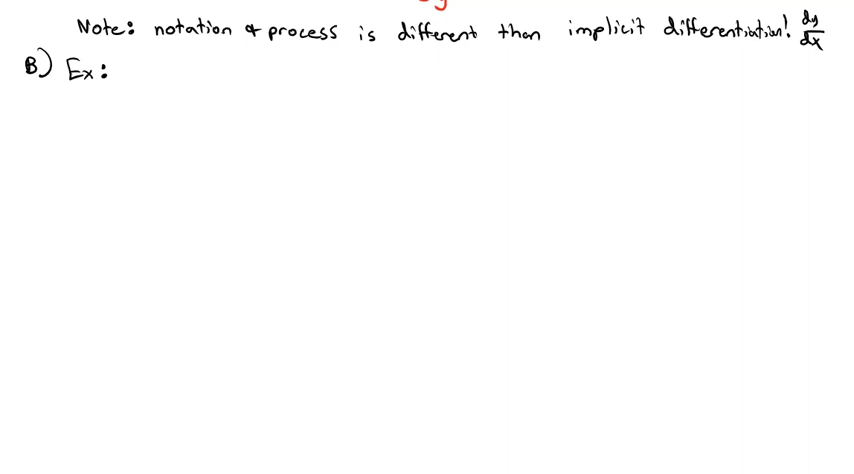 Note: notation & process is different than implicit differentiation! dy/dx
B) Ex: